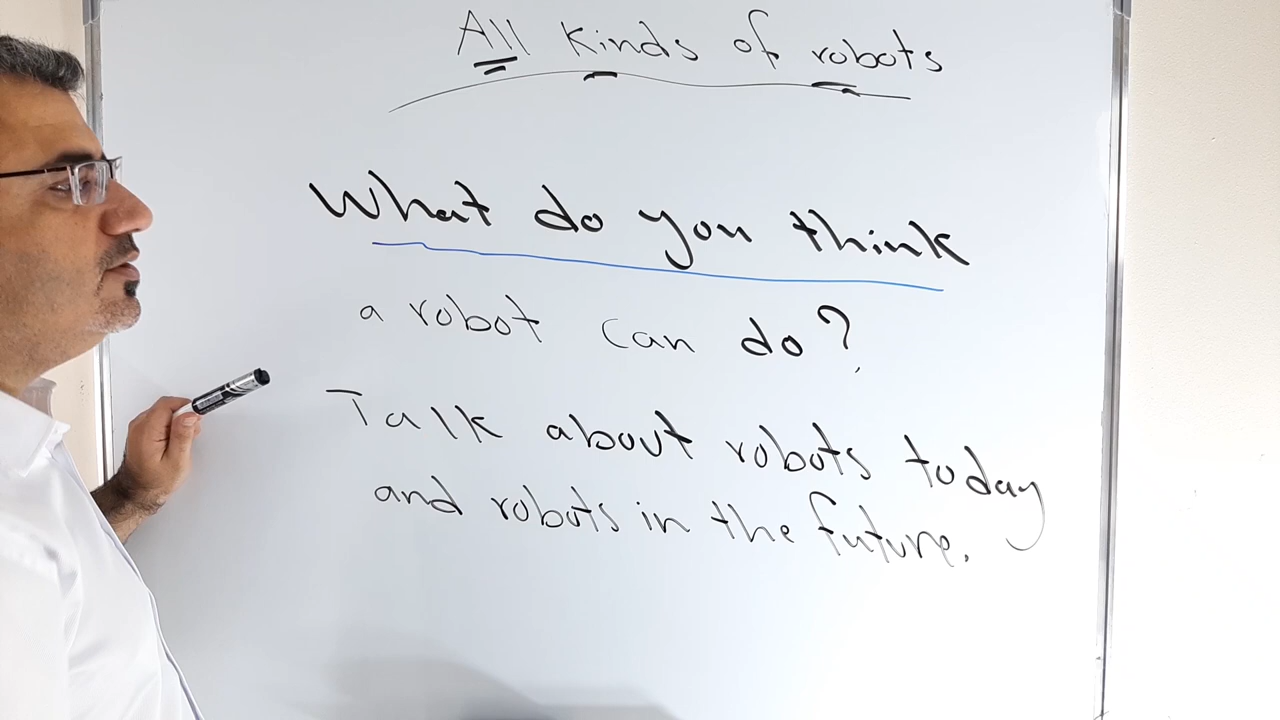 All kinds of robots
What do you think
a robot can do?
Talk about robots today
and robots in the future.